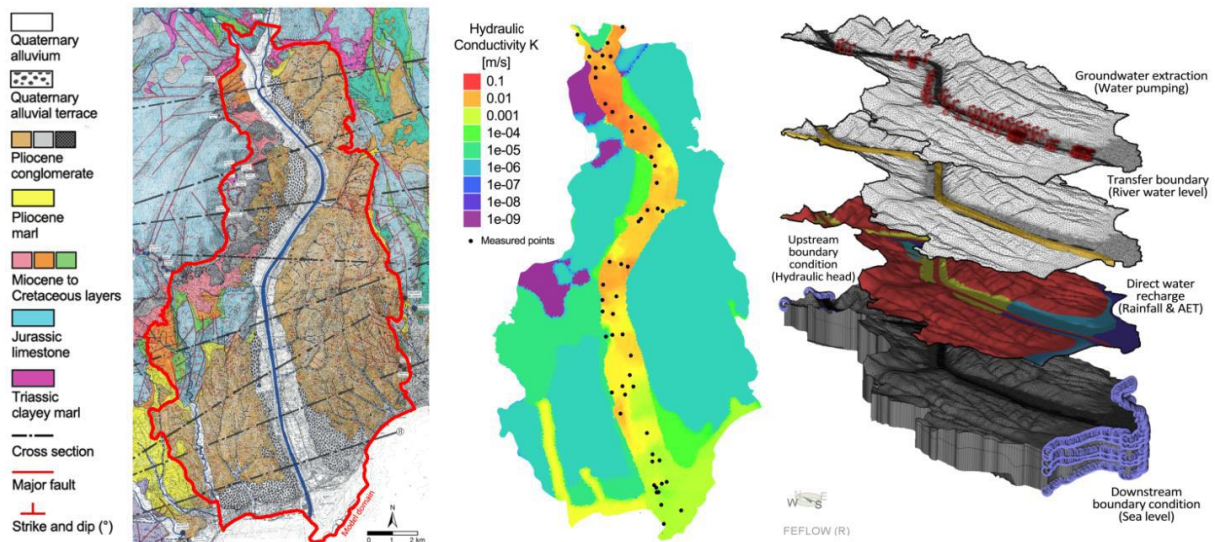 Quaternary
alluvium
Quaternary
alluvial terrace
Pliocene
conglomerate
Pliocene
marl
Miocene to
Cretaceous layers
Jurassic
limestone
Triassic
clayey marl
Cross section
Major fault
Strike and dip (°)
Model domain
N
0 1 2 km
Hydraulic
Conductivity K
[m/s]
0.1
0.01
0.001
1e-04
1e-05
1e-06
1e-07
1e-08
1e-09
Measured points
Groundwater extraction
(Water pumping)
Transfer boundary
(River water level)
Upstream
boundary
condition
(Hydraulic head)
Direct water
recharge
(Rainfall & AET)
Downstream
boundary condition
(Sea level)
W S E
FEFLOW (R)